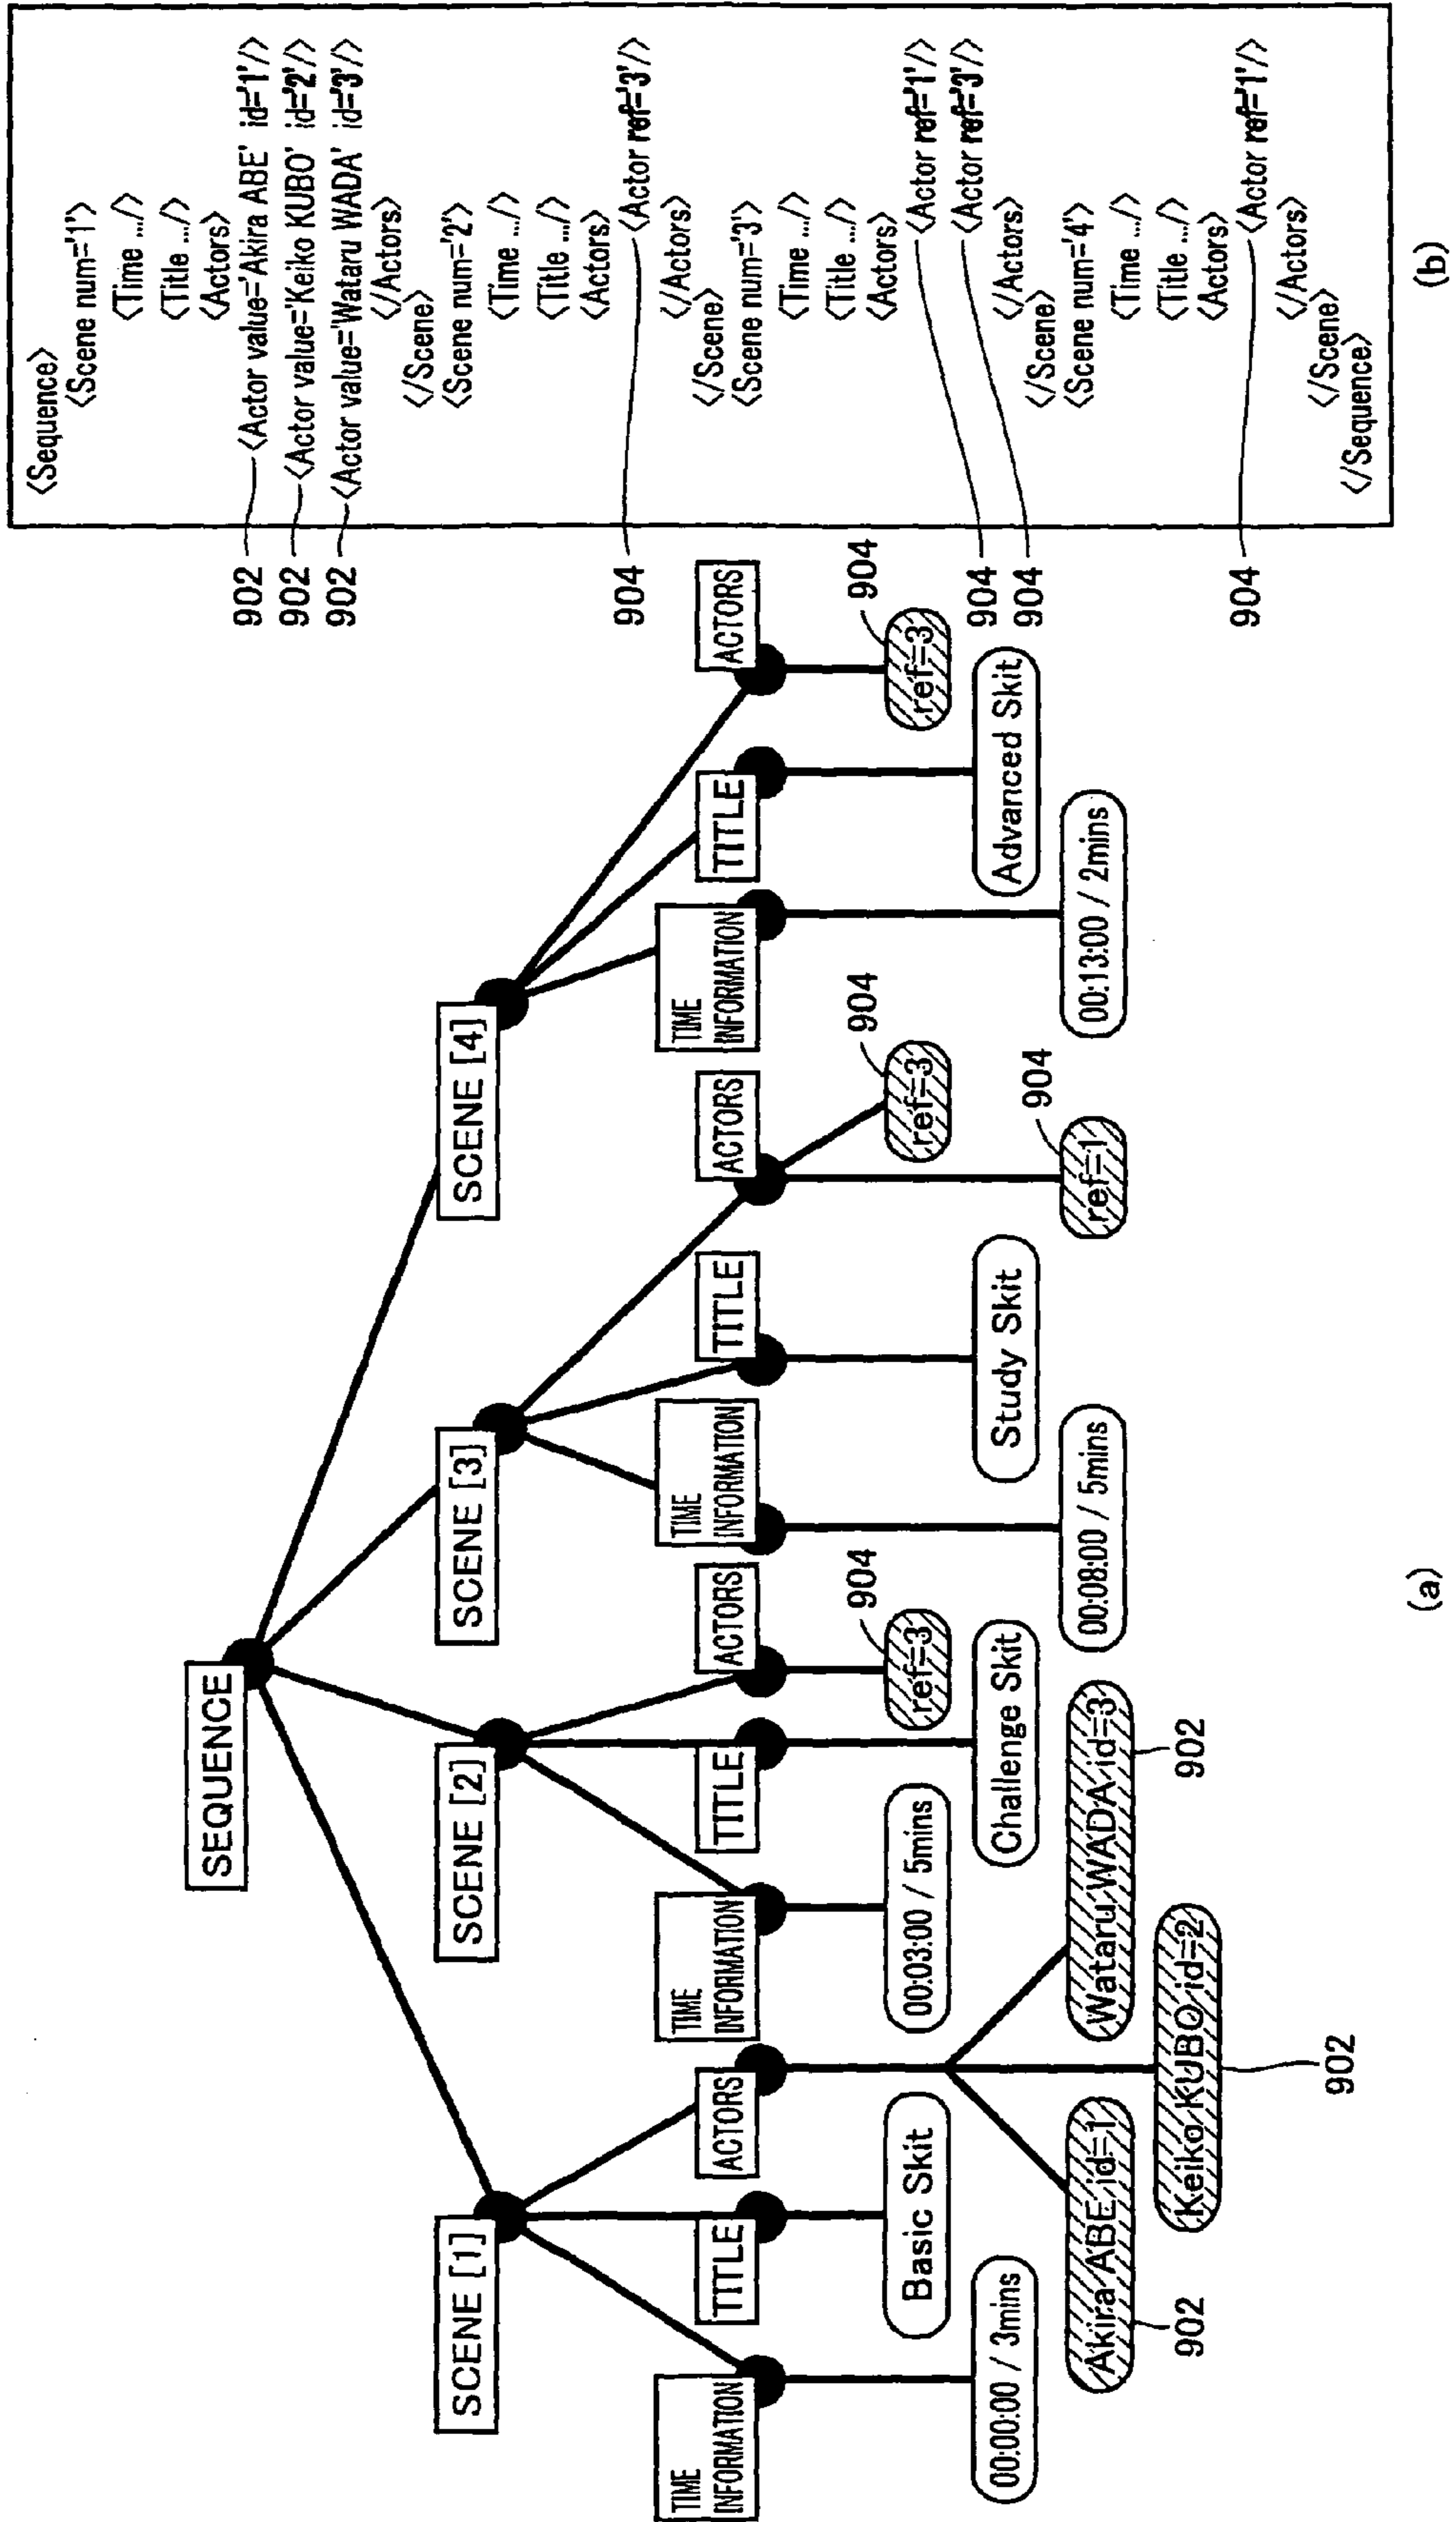 SEQUENCE
SCENE [1]
SCENE [2]
SCENE [3]
SCENE [4]
TIME
INFORMATION
TITLE
ACTORS
TIME
INFORMATION
TITLE
ACTORS
TIME
INFORMATION
TITLE
ACTORS
TIME
INFORMATION
TITLE
ACTORS
00:00:00 / 3mins
Basic Skit
Akira ABE id=1
902
Keiko KUBO id=2
902
Wataru WADA id=3
902
00:03:00 / 5mins
Challenge Skit
ref=3
904
00:08:00 / 5mins
Study Skit
ref=1
904
ref=3
904
00:13:00 / 2mins
Advanced Skit
ref=3
904
(a)
<Sequence>
<Scene num='1'>
<Time .../>
<Title .../>
<Actors>
902 <Actor value='Akira ABE' id='1'/>
902 <Actor value='Keiko KUBO' id='2'/>
902 <Actor value='Wataru WADA' id='3'/>
</Actors>
</Scene>
<Scene num='2'>
<Time .../>
<Title .../>
<Actors>
904 <Actor ref='3'/>
</Actors>
</Scene>
<Scene num='3'>
<Time .../>
<Title .../>
<Actors>
904 <Actor ref='1'/>
904 <Actor ref='3'/>
</Actors>
</Scene>
<Scene num='4'>
<Time .../>
<Title .../>
<Actors>
904 <Actor ref='1'/>
</Actors>
</Scene>
</Sequence>
(b)